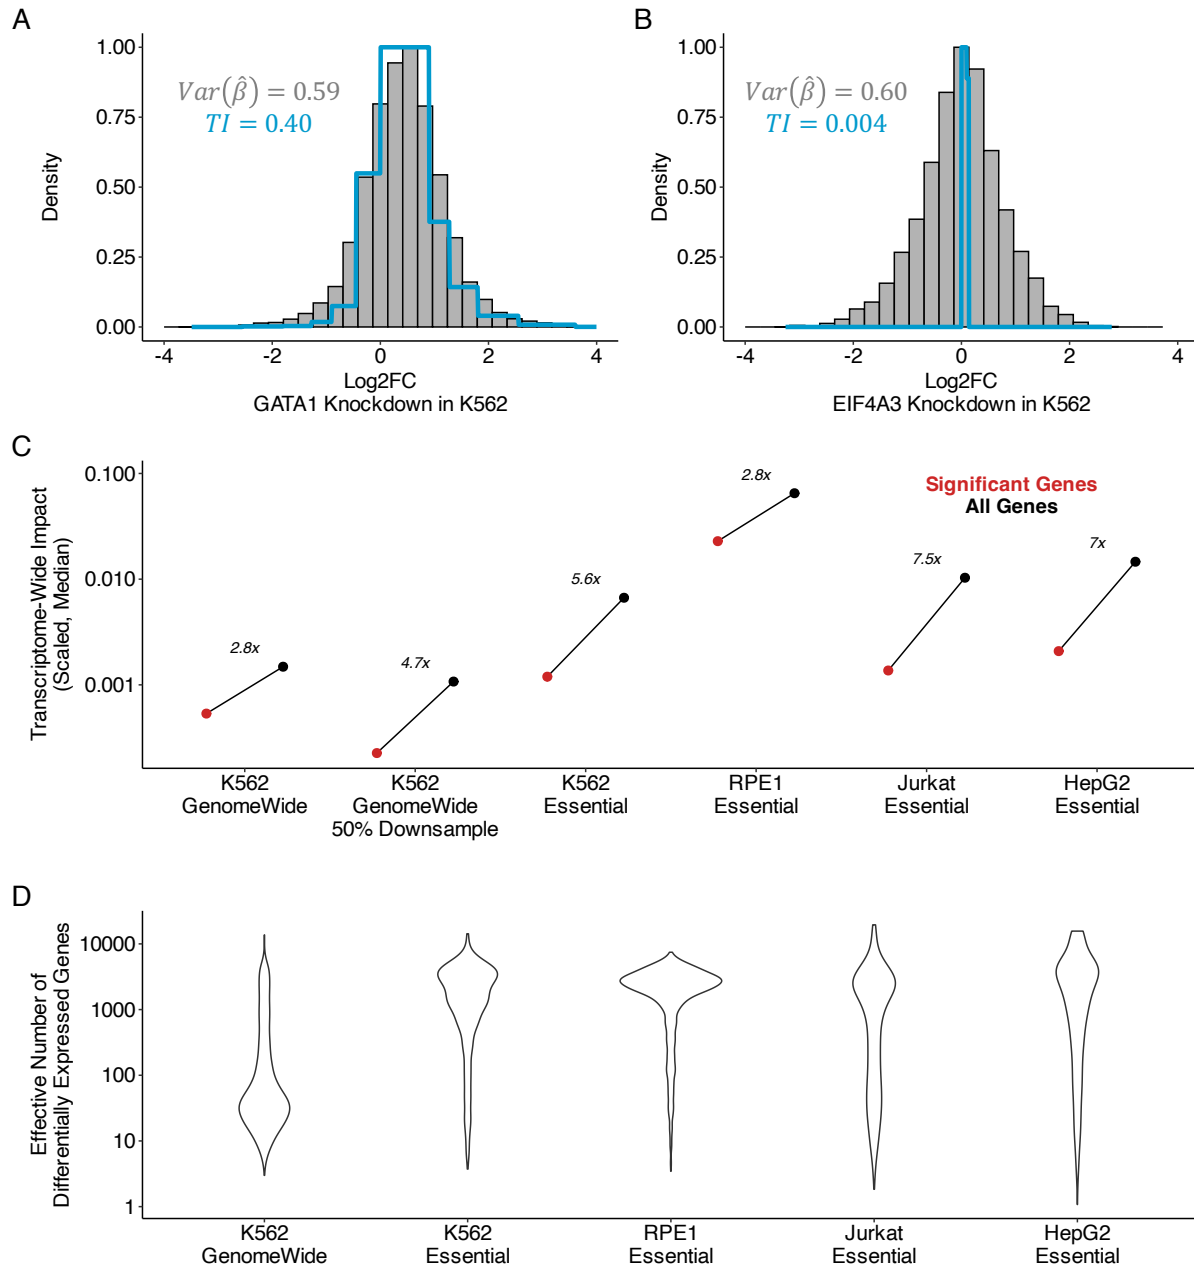 A
1.00
0.75
0.50
0.25
0.00
Density
Var(β̂) = 0.59
TI = 0.40
-4 -2 0 2 4
Log2FC
GATA1 Knockdown in K562
B
1.00
0.75
0.50
0.25
0.00
Density
Var(β̂) = 0.60
TI = 0.004
-4 -2 0 2 4
Log2FC
EIF4A3 Knockdown in K562
C
Transcriptome-Wide Impact
(Scaled, Median)
0.100
0.010
0.001
2.8x
4.7x
5.6x
2.8x
7.5x
7x
Significant Genes
All Genes
K562
GenomeWide
K562
GenomeWide
50% Downsample
K562
Essential
RPE1
Essential
Jurkat
Essential
HepG2
Essential
D
Effective Number of
Differentially Expressed Genes
10000
1000
100
10
1
K562
GenomeWide
K562
Essential
RPE1
Essential
Jurkat
Essential
HepG2
Essential